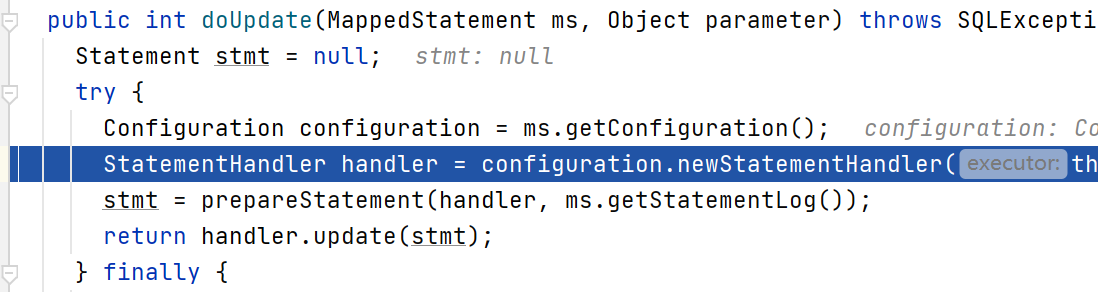 public int doUpdate(MappedStatement ms, Object parameter) throws SQLExcepti
Statement stmt = null;   stmt: null
try {
Configuration configuration = ms.getConfiguration();   configuration: Co
StatementHandler handler = configuration.newStatementHandler( executor: th
stmt = prepareStatement(handler, ms.getStatementLog());
return handler.update(stmt);
} finally {